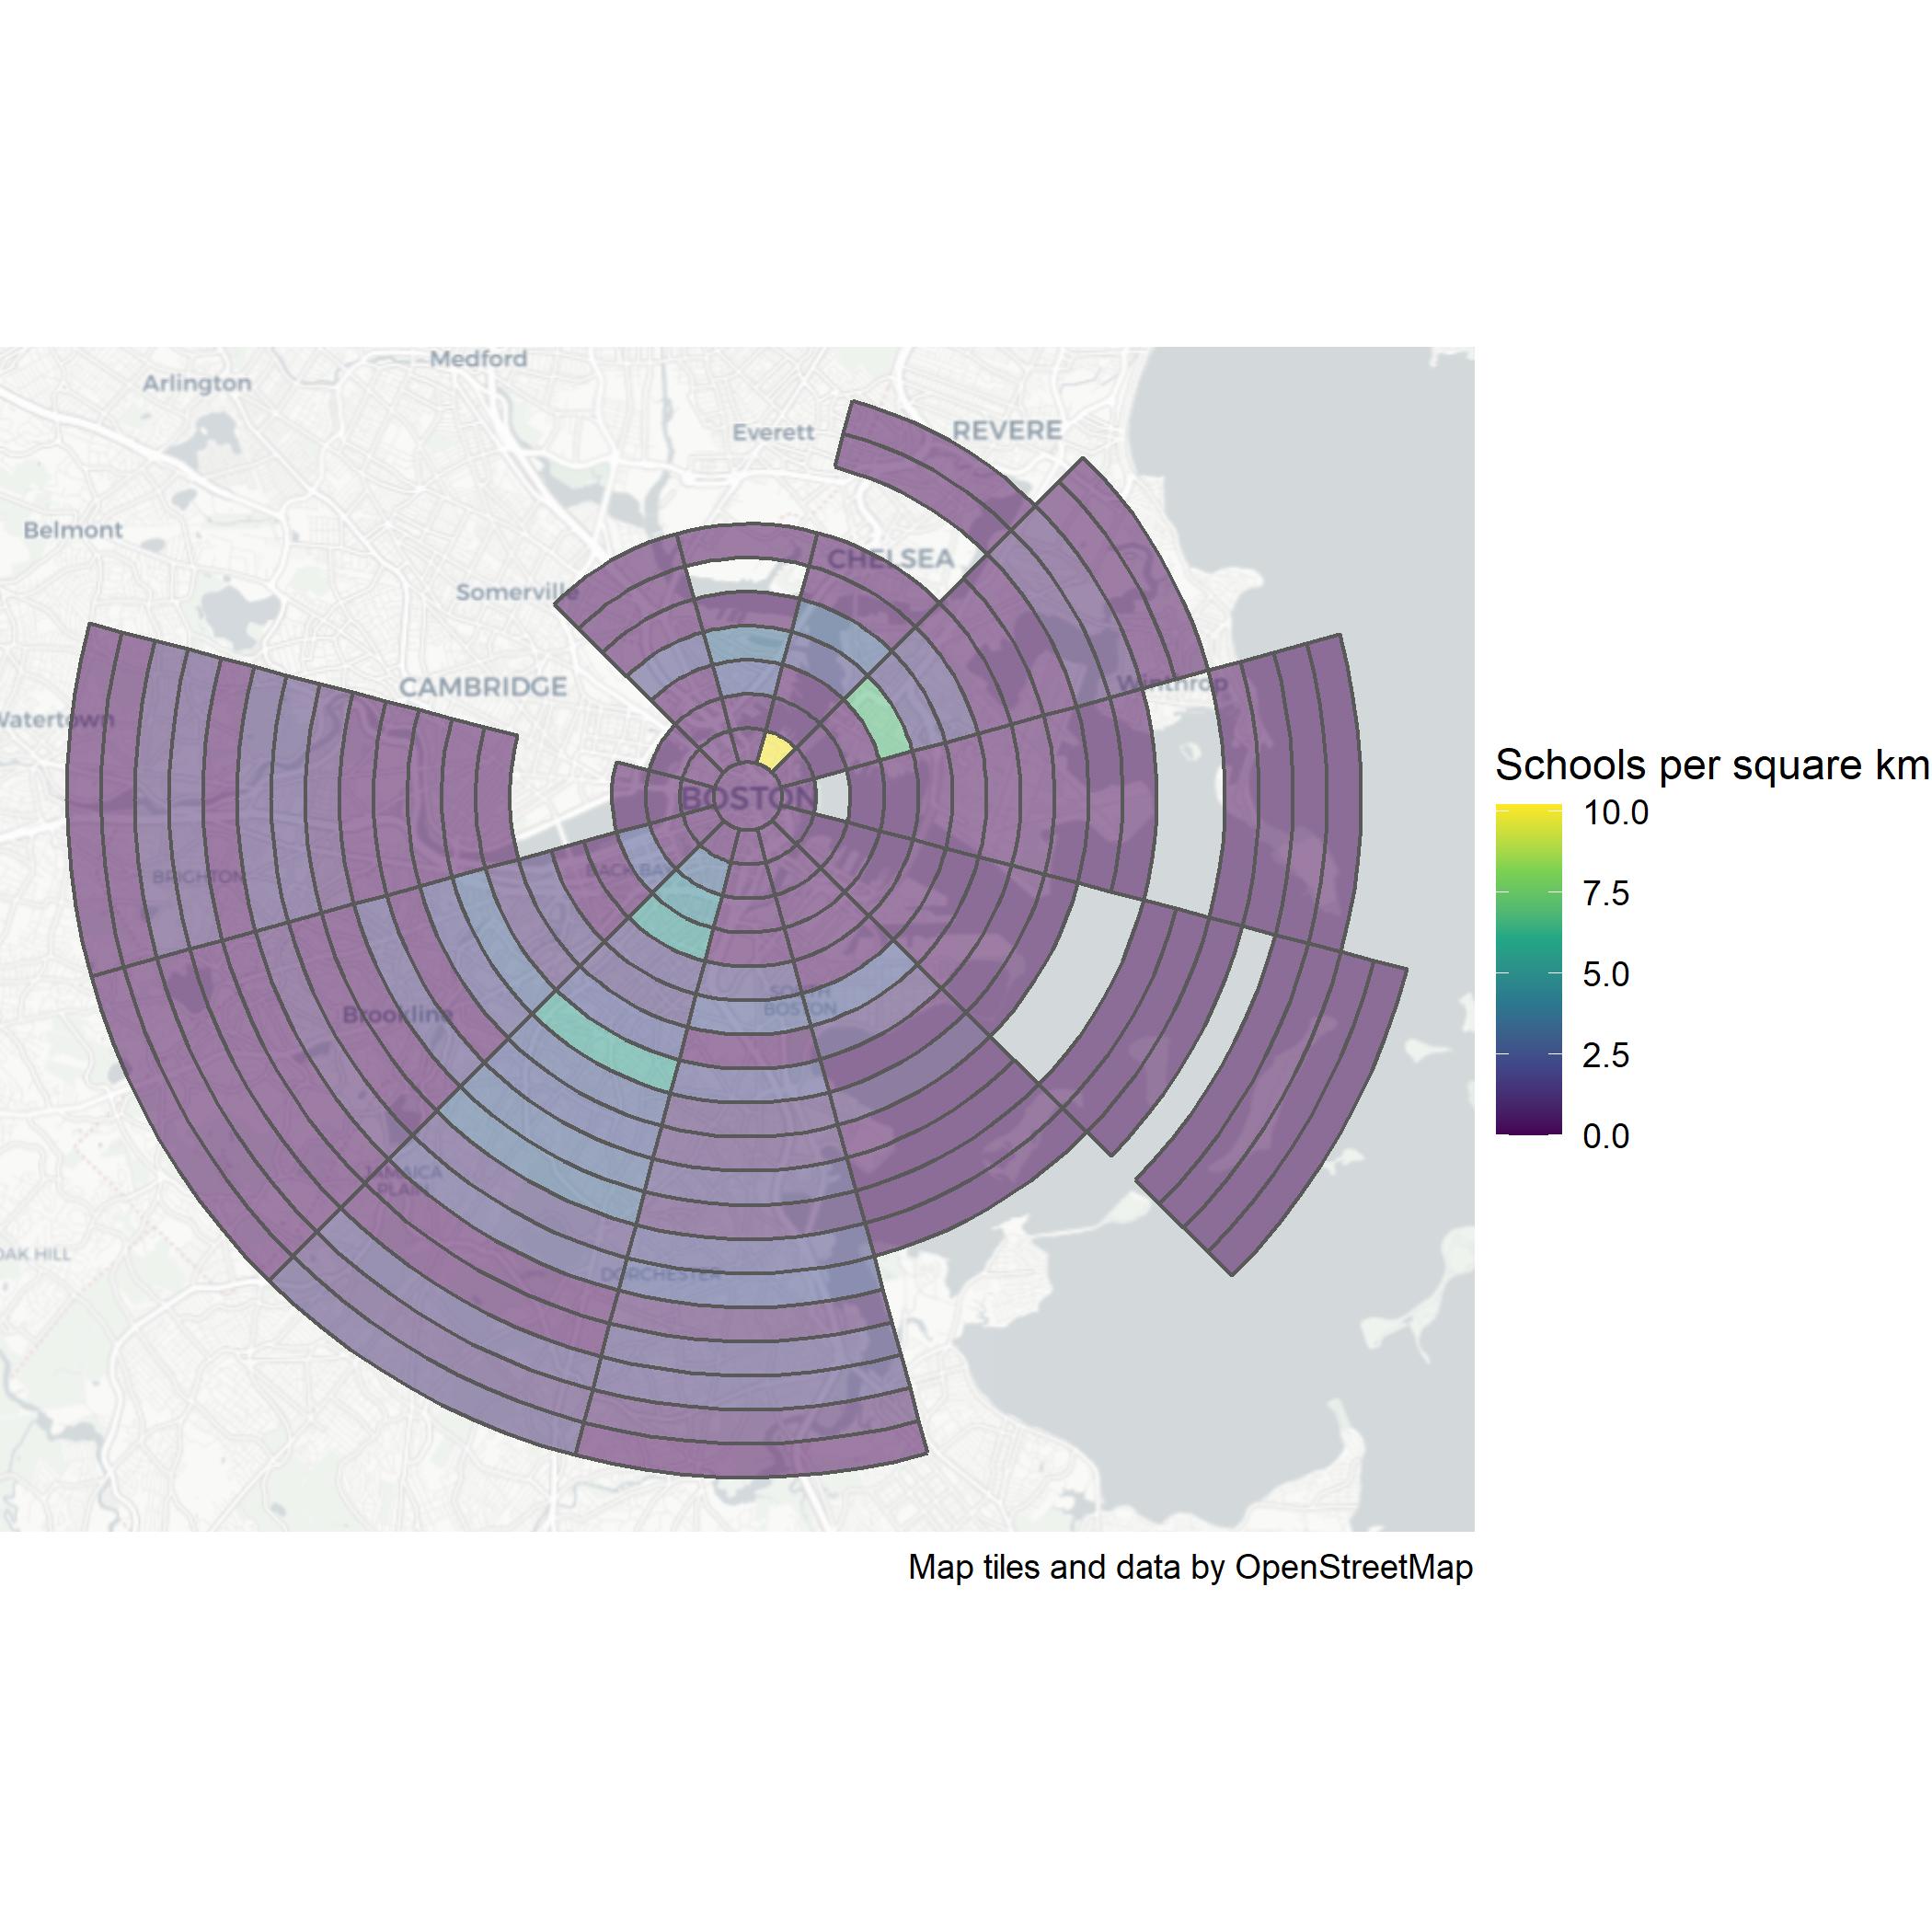 Medford
Arlington
Everett
REVERE
Belmont
CHELSEA
Somerville
CAMBRIDGE
Winthrop
Watertown
Schools per square km
BOSTON
10.0
7.5
5.0
2.5
0.0
BACK BAY
BRIGHTON
SOUTH
BOSTON
Brookline
JAMAICA
PLAIN
OAK HILL
DORCHESTER
Map tiles and data by OpenStreetMap